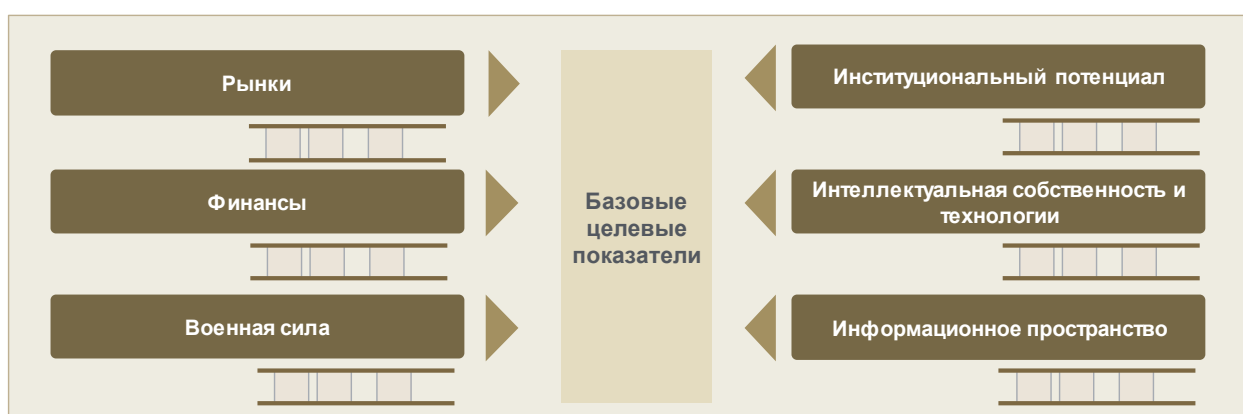 Рынки
Финансы
Военная сила
Базовые
целевые
показатели
Институциональный потенциал
Интеллектуальная собственность и
технологии
Информационное пространство